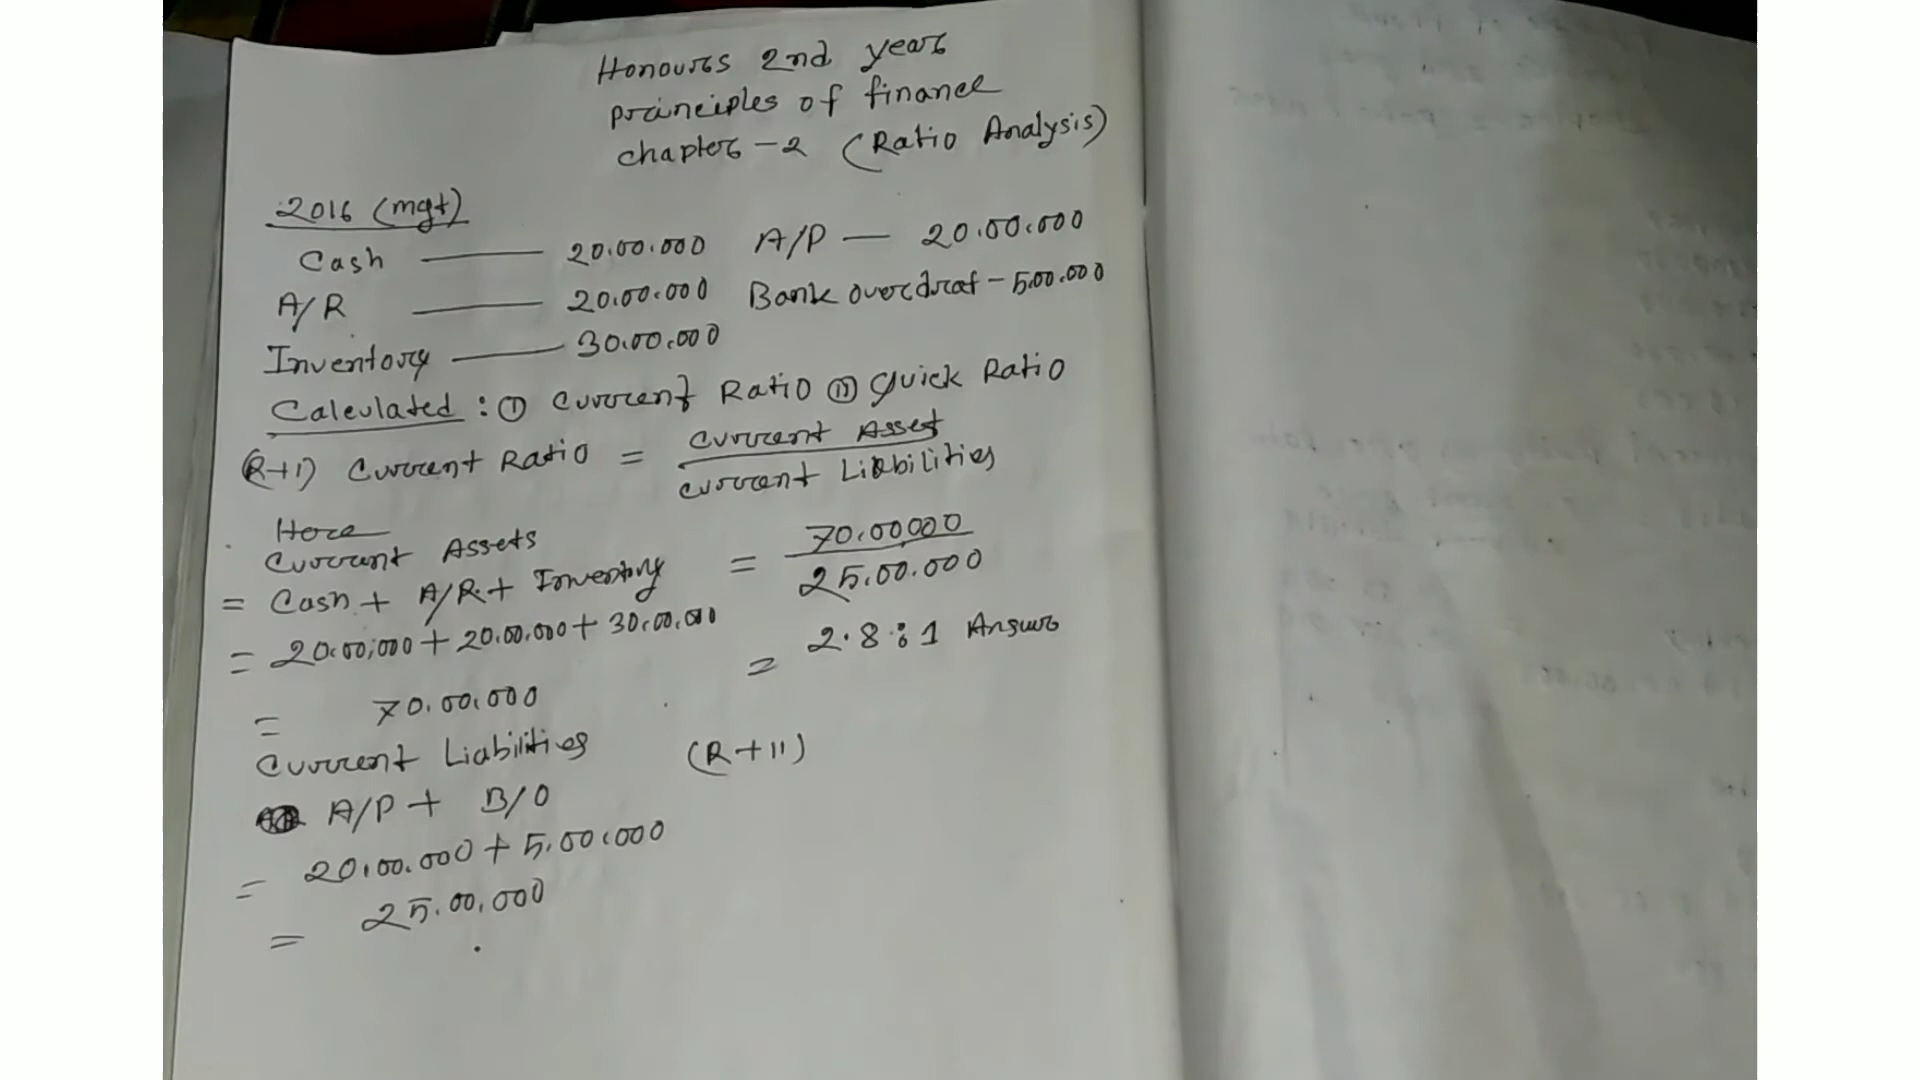 Honours 2nd year
principles of finance
chapter-2 (Ratio Analysis)
2016 (mgt)
Cash — 20,00,000 A/P — 20,00,000
A/R — 20,00,000 Bank overdraf - 5,00,000
Inventory — 30,00,000
Calculated: (i) Current Ratio (ii) Quick Ratio
(R+1) Current Ratio = Current Asset / Current Liabilities
Here
Current Assets
= Cash + A/R + Inventory = 70,00000 / 25,00,000
= 20,00,000 + 20,00,000 + 30,00,000
= 2.8:1 Answer
= 70,00,000
Current Liabilities (R+11)
A/P + B/O
= 20,00,000 + 5,00,000
= 25,00,000